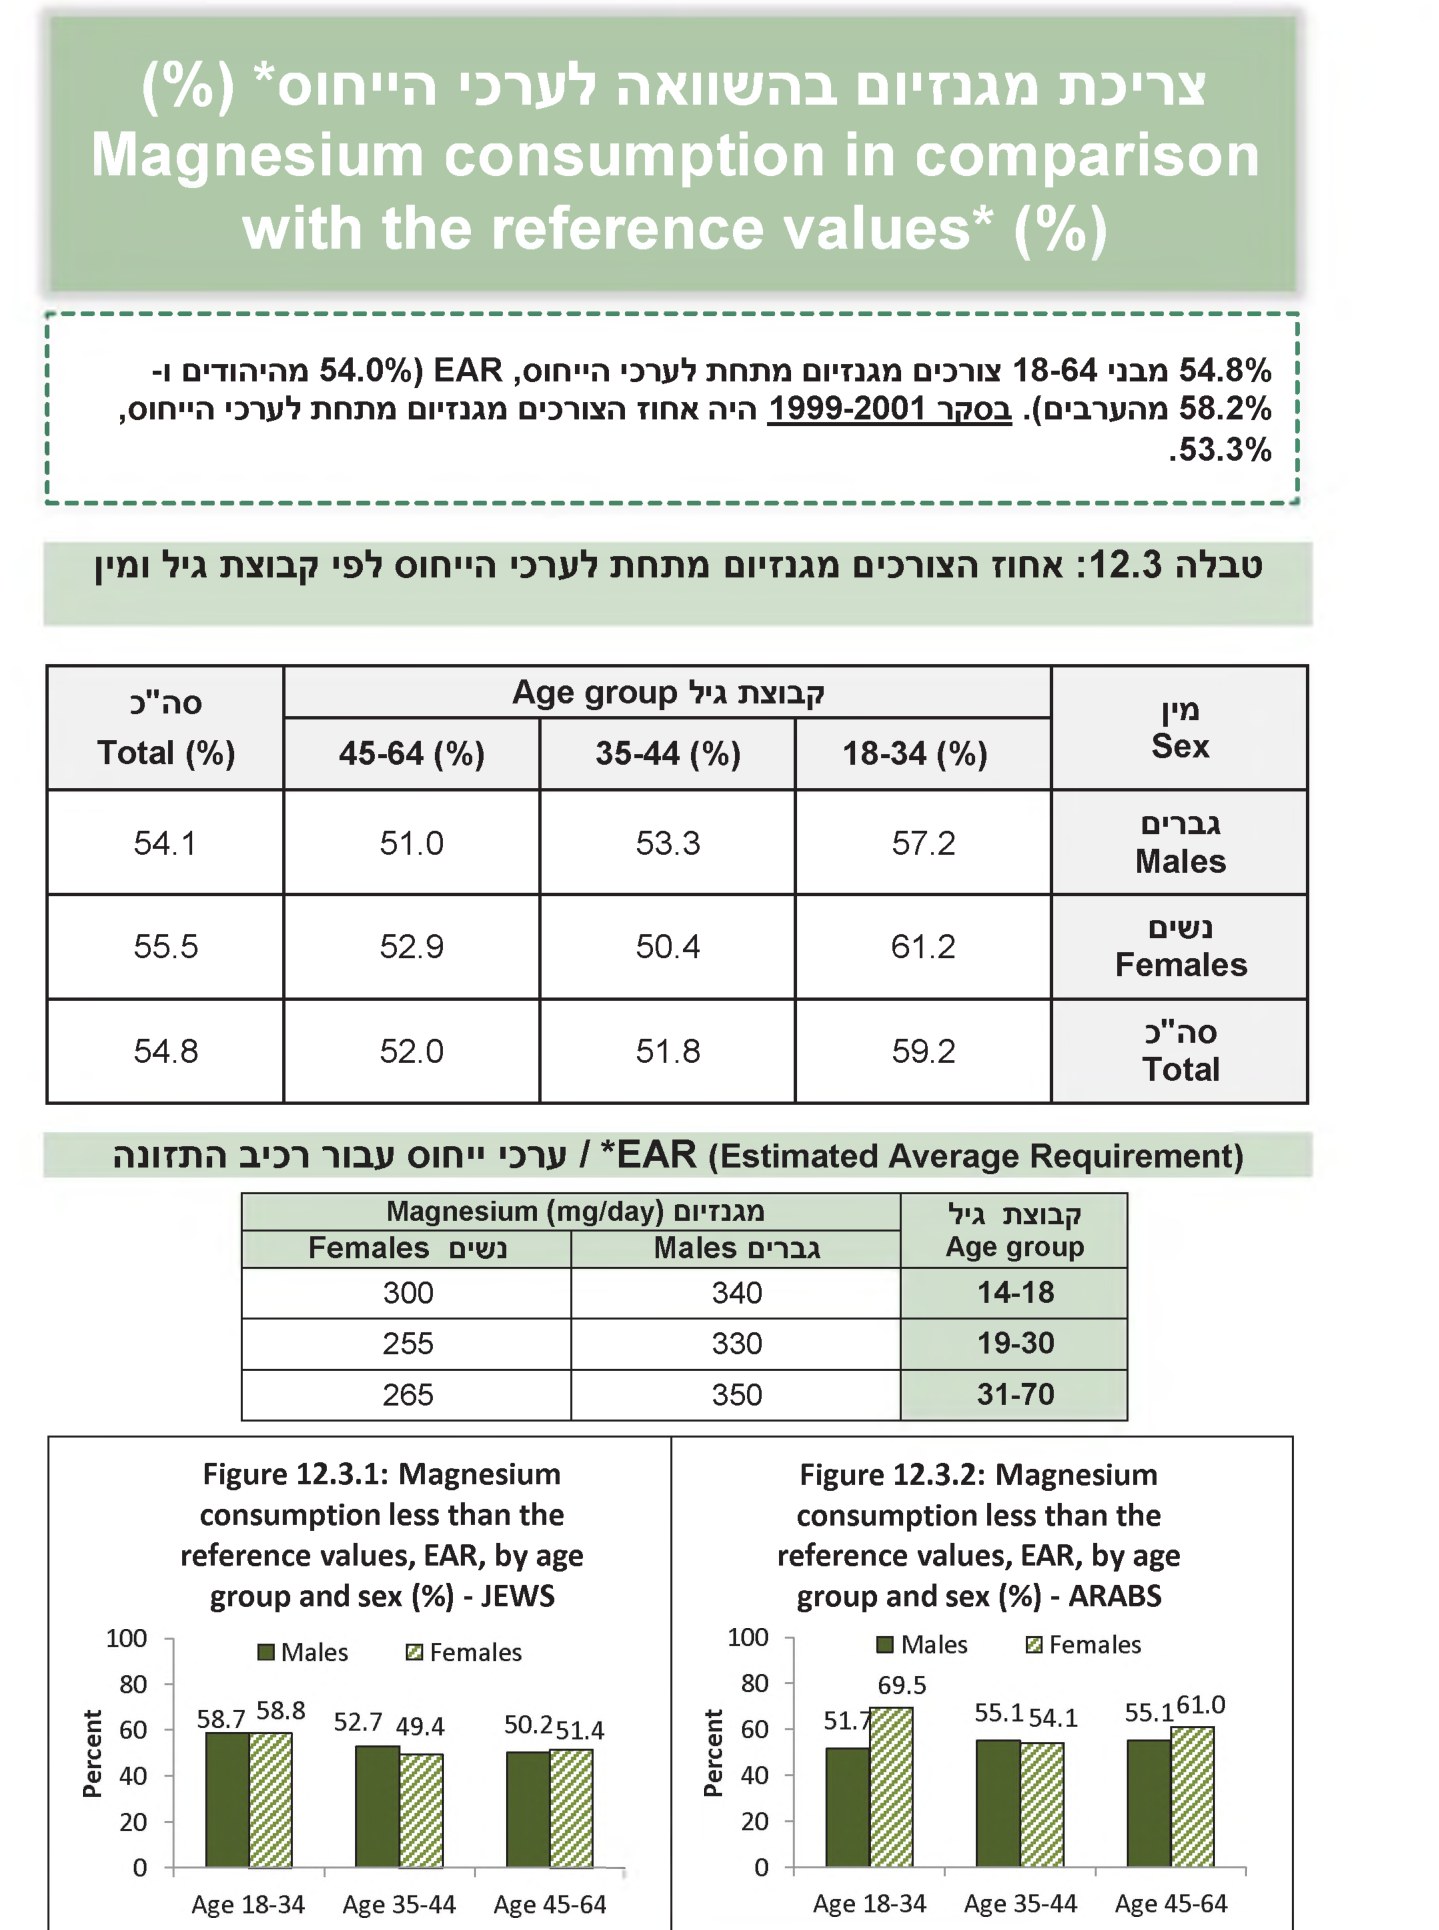 צריכת מגנזיום בהשוואה לערכי הייחוס* (%)
Magnesium consumption in comparison
with the reference values* (%)
54.8% מבני 18-64 צורכים מגנזיום מתחת לערכי הייחוס, EAR (54.0% מהיהודים ו-
58.2% מהערבים). בסקר 1999-2001 היה אחוז הצורכים מגנזיום מתחת לערכי הייחוס,
53.3%.
טבלה 12.3: אחוז הצורכים מגנזיום מתחת לערכי הייחוס לפי קבוצת גיל ומין
מין
Sex
קבוצת גיל Age group
סה"כ
Total (%)
18-34 (%)
35-44 (%)
45-64 (%)
גברים
Males
57.2
53.3
51.0
54.1
נשים
Females
61.2
50.4
52.9
55.5
סה"כ
Total
59.2
51.8
52.0
54.8
*EAR (Estimated Average Requirement) / ערכי ייחוס עבור רכיב התזונה
קבוצת גיל
Age group
מגנזיום Magnesium (mg/day)
גברים Males
נשים Females
14-18
340
300
19-30
330
255
31-70
350
265
Figure 12.3.1: Magnesium
consumption less than the
reference values, EAR, by age
group and sex (%) - JEWS
Males
Females
Percent
100
80
60
40
20
0
58.7
58.8
52.7
49.4
50.2
51.4
Age 18-34
Age 35-44
Age 45-64
Figure 12.3.2: Magnesium
consumption less than the
reference values, EAR, by age
group and sex (%) - ARABS
Males
Females
Percent
100
80
60
40
20
0
51.7
69.5
55.1
54.1
55.1
61.0
Age 18-34
Age 35-44
Age 45-64